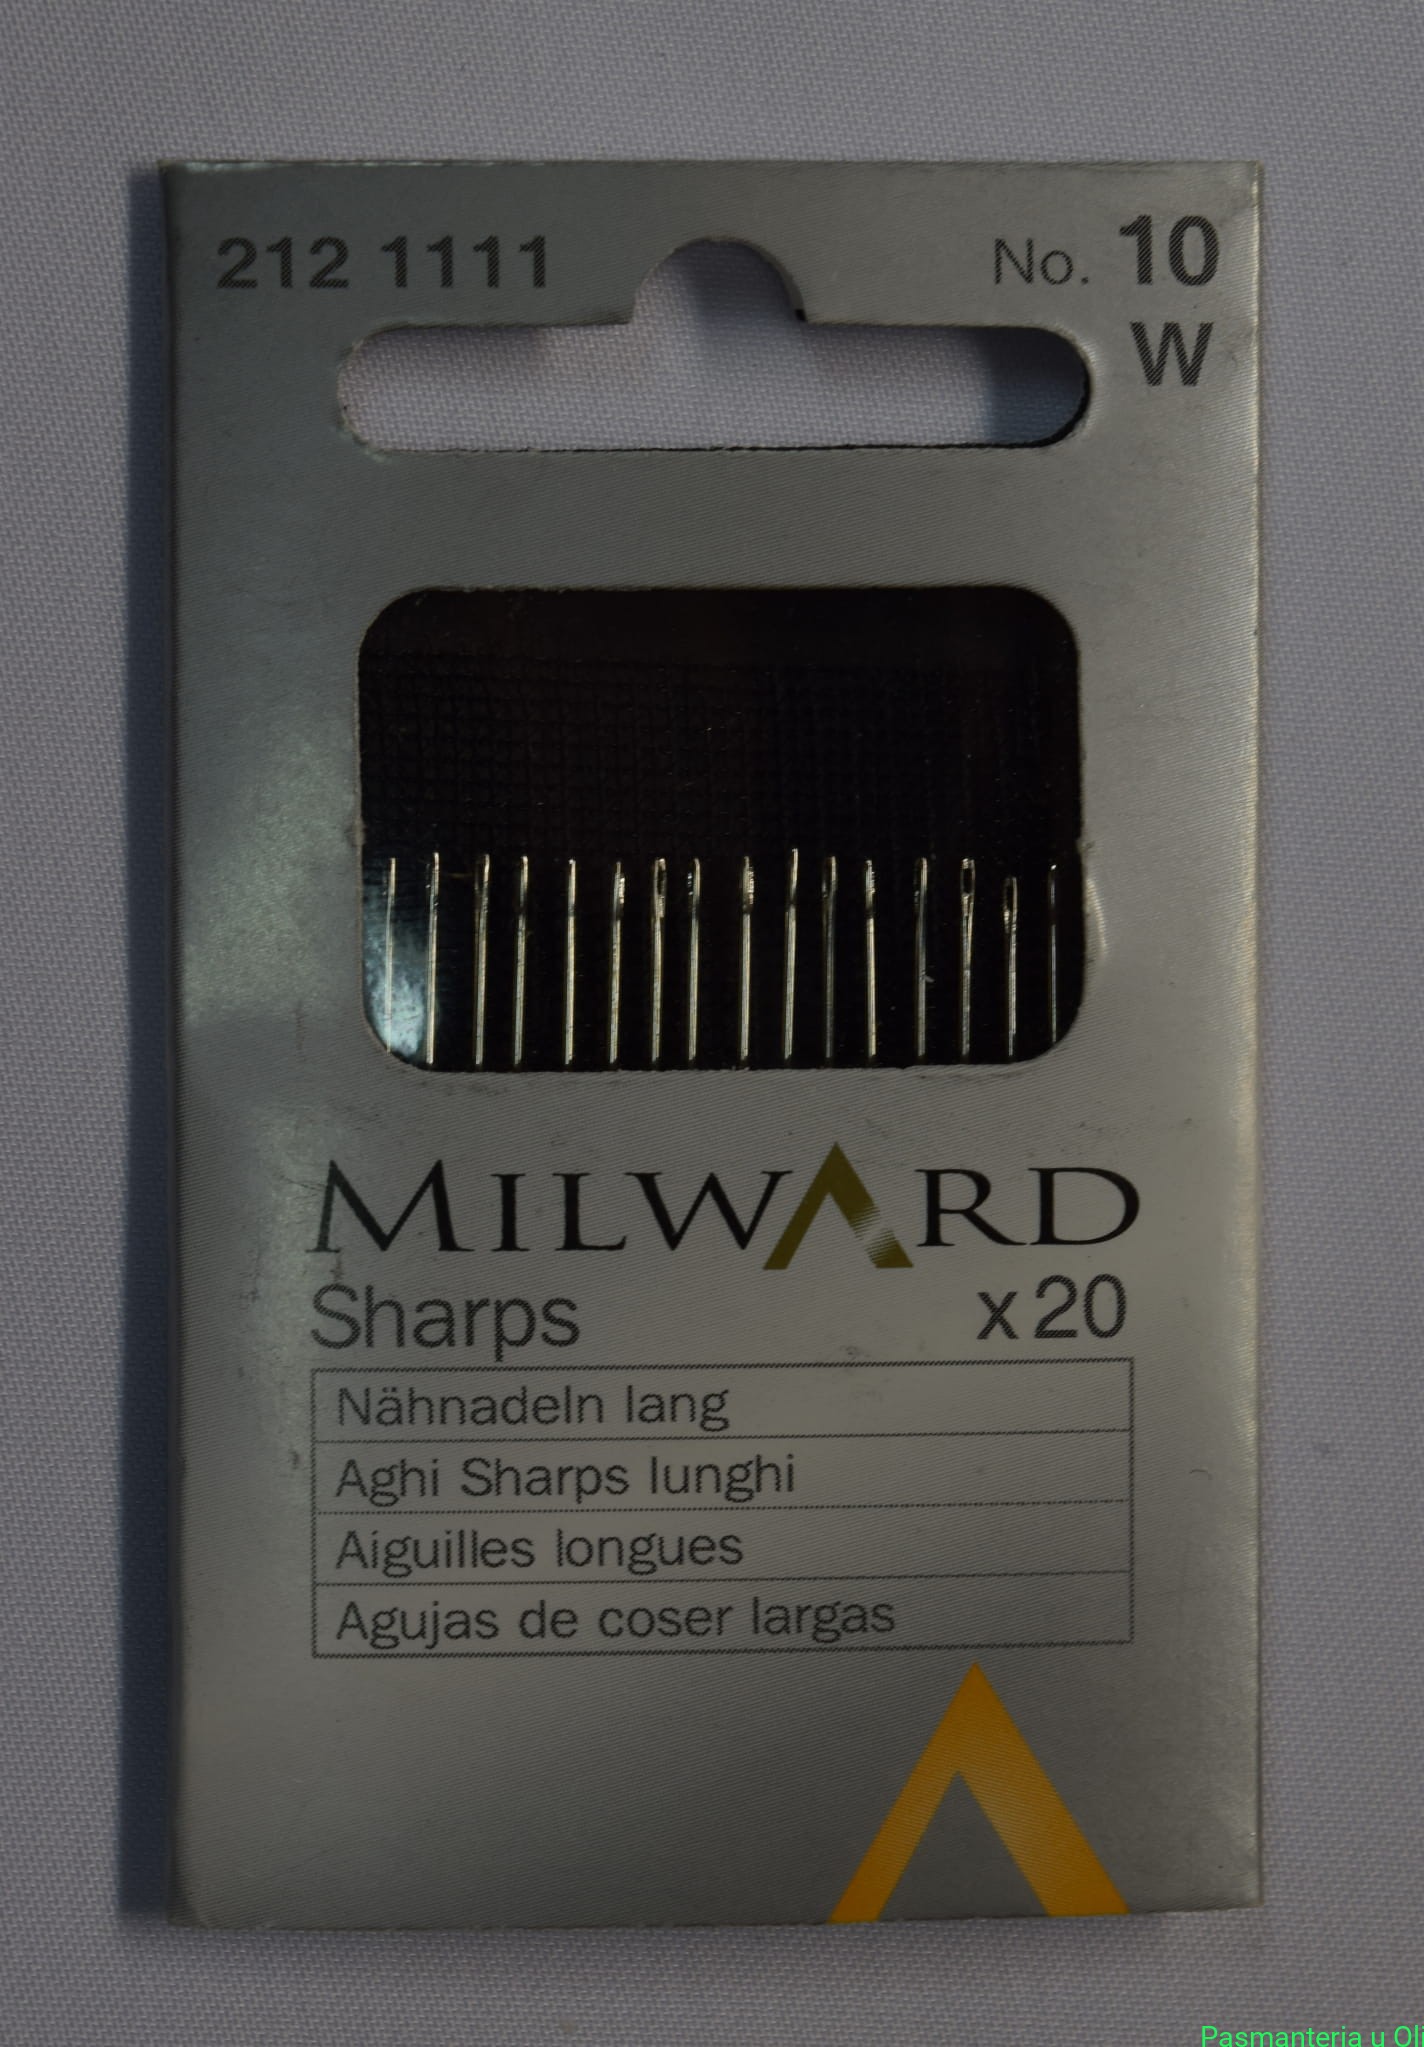 212 1111
No. 10
W
MILWARD
Sharps x20
Nähnadeln lang
Aghi Sharps lunghi
Aiguilles longues
Agujas de coser largas
Pasmanteria u Oli